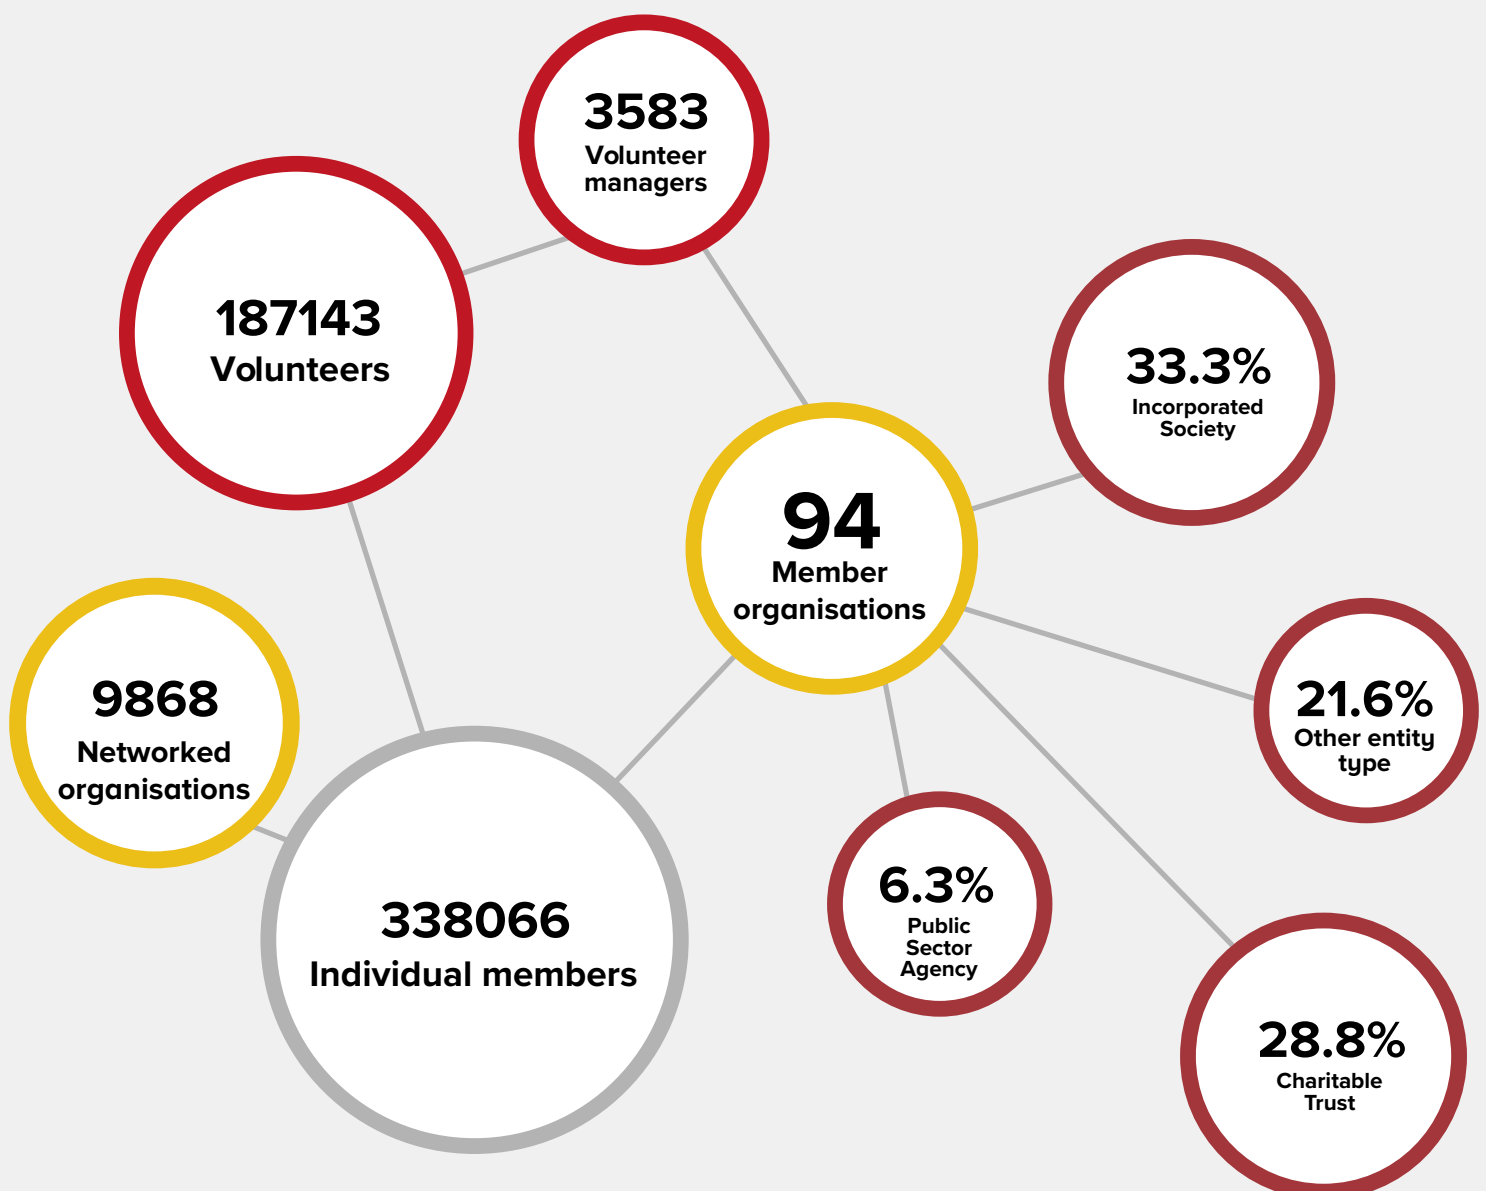 3583
Volunteer
managers
187143
Volunteers
33.3%
Incorporated
Society
94
Member
organisations
9868
Networked
organisations
21.6%
Other entity
type
6.3%
Public
Sector
Agency
338066
Individual members
28.8%
Charitable
Trust